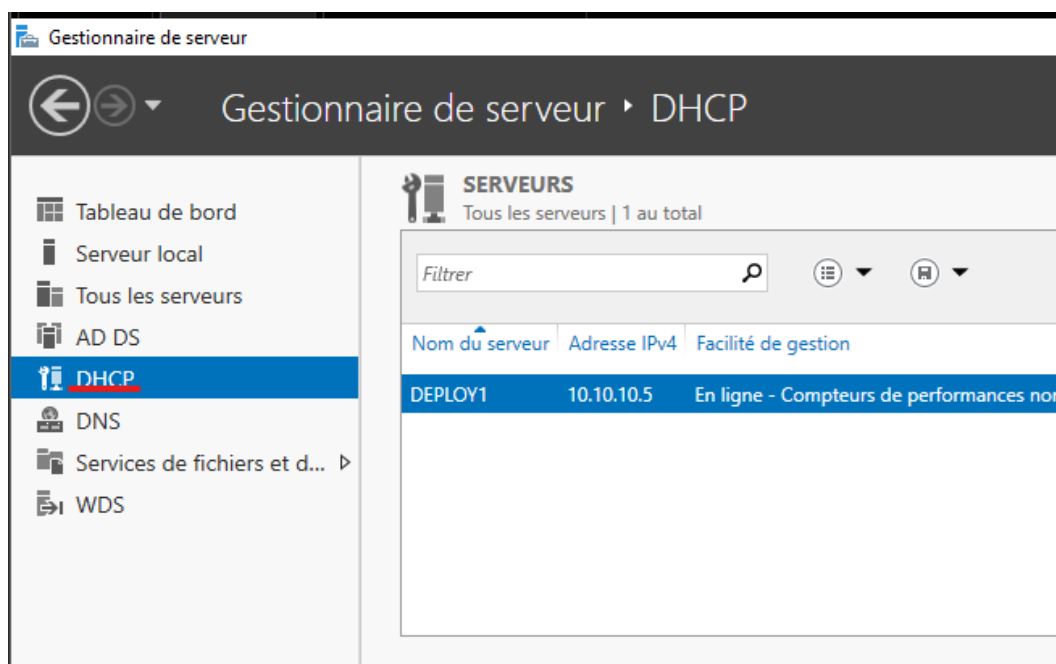 Gestionnaire de serveur
Gestionnaire de serveur ‣ DHCP
Tableau de bord
Serveur local
Tous les serveurs
AD DS
DHCP
DNS
Services de fichiers et d...
WDS
SERVEURS
Tous les serveurs | 1 au total
Filtrer
Nom du serveur Adresse IPv4 Facilité de gestion
DEPLOY1 10.10.10.5 En ligne - Compteurs de performances